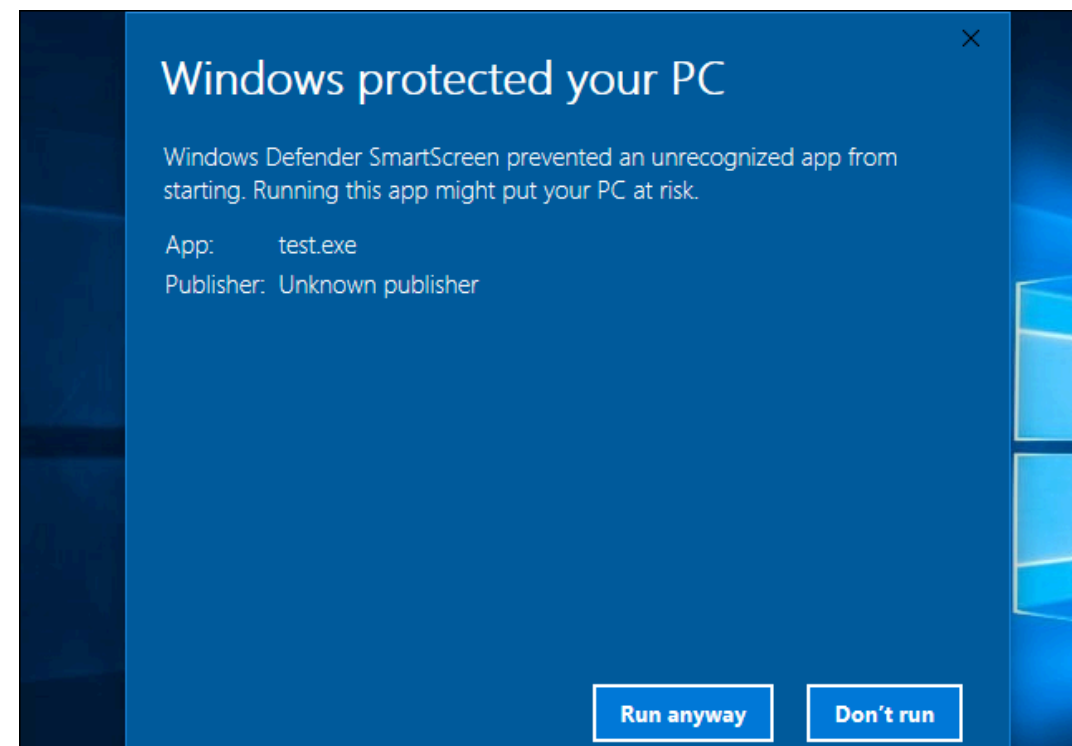 Windows protected your PC
Windows Defender SmartScreen prevented an unrecognized app from
starting. Running this app might put your PC at risk.
App: test.exe
Publisher: Unknown publisher
Run anyway Don't run